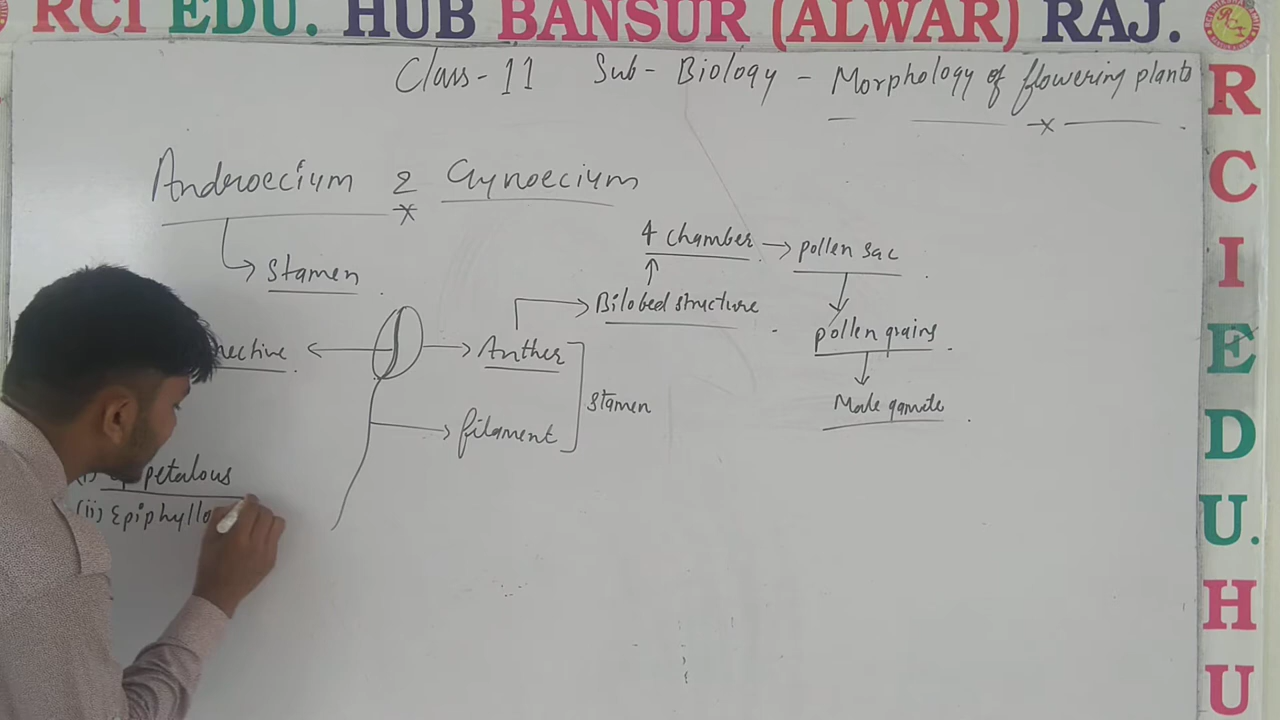 RCI EDU. HUB BANSUR (ALWAR) RAJ.
Class-11 Sub- Biology - Morphology of flowering plants
Androecium & Gynoecium
Stamen
4 chamber → pollen sac
Bilobed structure
pollen grains
nective ← → Anther
Stamen
Male gamete
filament
(i) petalous
(ii) Epiphyllo
R
C
I
E
D
U.
H
U